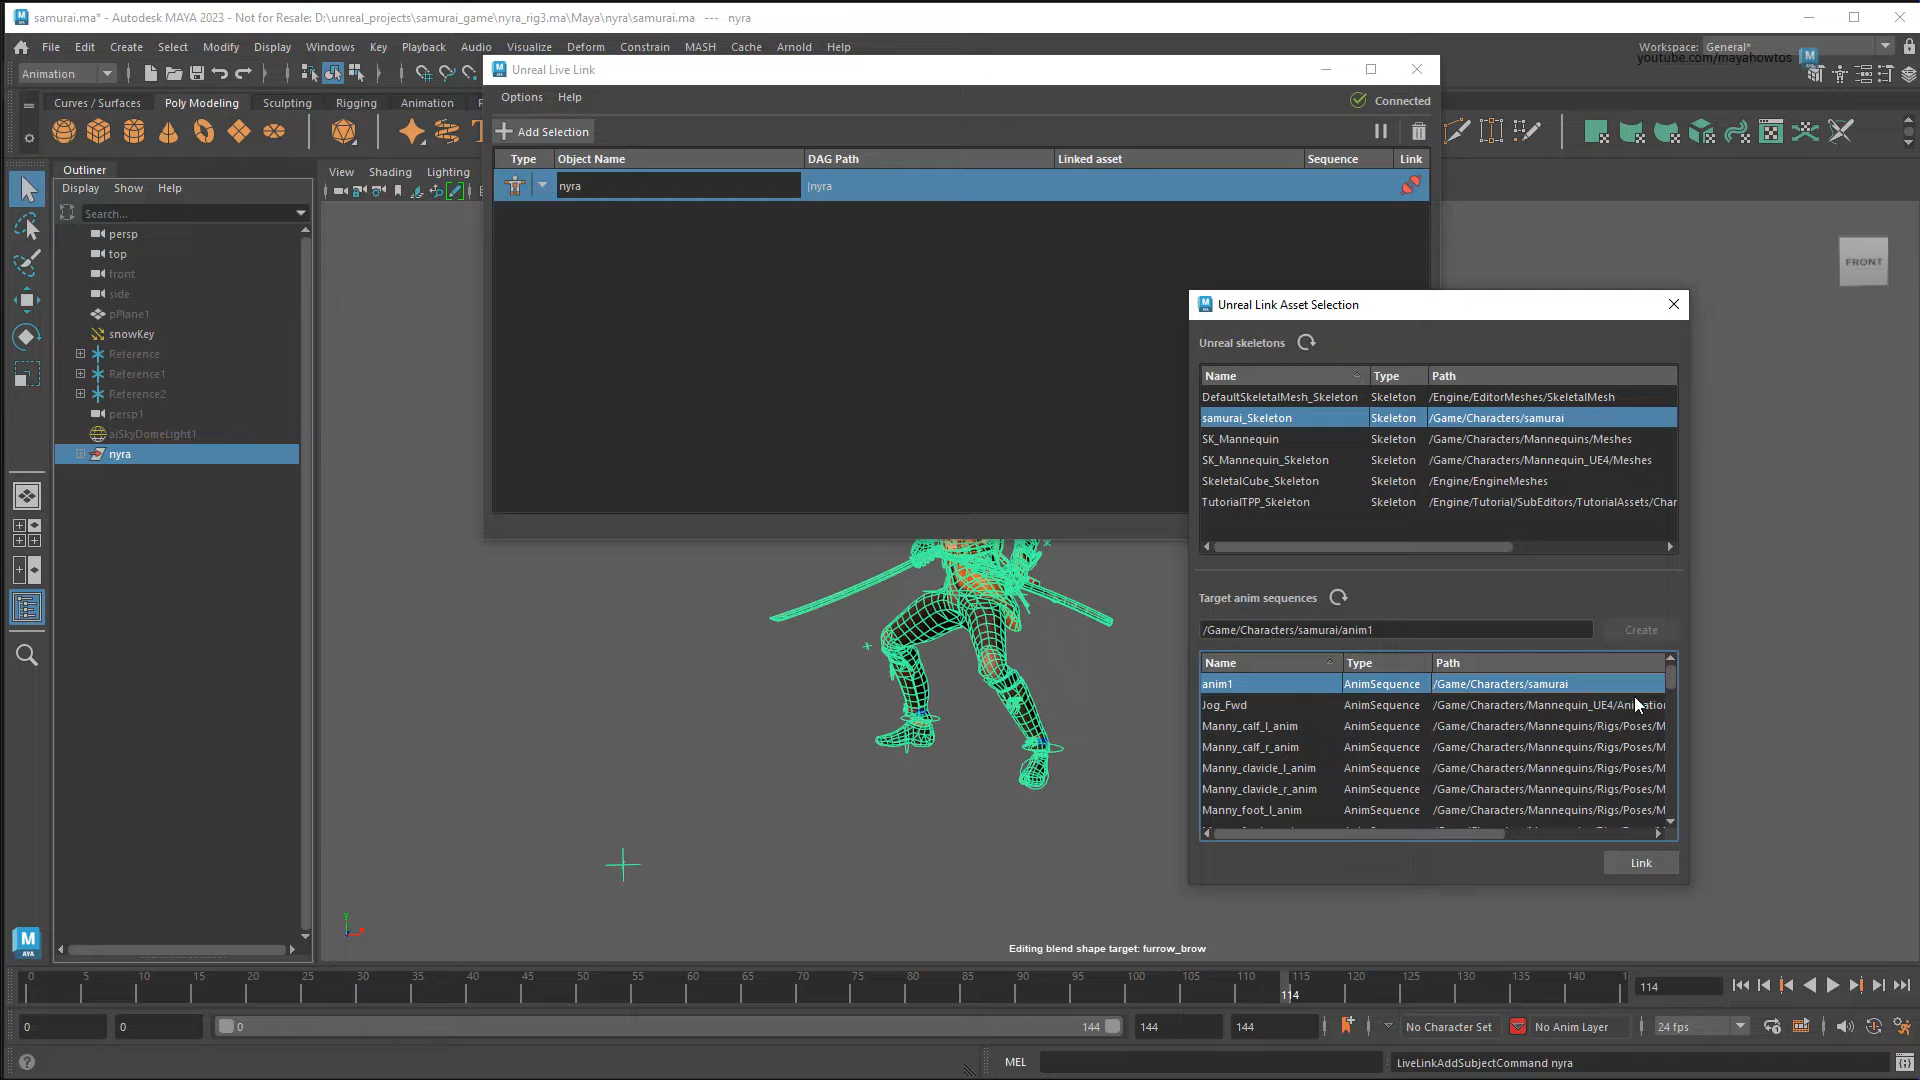 samurai.ma* - Autodesk MAYA 2023 - Not for Resale: D:\unreal_projects\samurai_game\nyra_rig3.ma\Maya\nyra\samurai.ma --- nyra
File Edit Create Select Modify Display Windows Key Playback Audio Visualize Deform Constrain MASH Cache Arnold Help
Workspace: General*
youtube.com/mayahowtos
Animation
Unreal Live Link
Options Help
Connected
Curves / Surfaces Poly Modeling Sculpting Rigging Animation
Add Selection
Type Object Name DAG Path Linked asset Sequence Link
nyra |nyra
Outliner
Display Show Help
View Shading Lighting
Search...
persp
top
front
side
pPlane1
snowKey
Reference
Reference1
Reference2
persp1
aiSkyDomeLight1
nyra
FRONT
Unreal Link Asset Selection
Unreal skeletons
Name Type Path
DefaultSkeletalMesh_Skeleton Skeleton /Engine/EditorMeshes/SkeletalMesh
samurai_Skeleton Skeleton /Game/Characters/samurai
SK_Mannequin Skeleton /Game/Characters/Mannequins/Meshes
SK_Mannequin_Skeleton Skeleton /Game/Characters/Mannequin_UE4/Meshes
SkeletalCube_Skeleton Skeleton /Engine/EngineMeshes
TutorialTPP_Skeleton Skeleton /Engine/Tutorial/SubEditors/TutorialAssets/Char
Target anim sequences
/Game/Characters/samurai/anim1 Create
Name Type Path
anim1 AnimSequence /Game/Characters/samurai
Jog_Fwd AnimSequence /Game/Characters/Mannequin_UE4/Animation
Manny_calf_l_anim AnimSequence /Game/Characters/Mannequins/Rigs/Poses/M
Manny_calf_r_anim AnimSequence /Game/Characters/Mannequins/Rigs/Poses/M
Manny_clavicle_l_anim AnimSequence /Game/Characters/Mannequins/Rigs/Poses/M
Manny_clavicle_r_anim AnimSequence /Game/Characters/Mannequins/Rigs/Poses/M
Manny_foot_l_anim AnimSequence /Game/Characters/Mannequins/Rigs/Poses/M
Link
y
M
AYA
Editing blend shape target: furrow_brow
0 5 10 15 20 25 30 35 40 45 50 55 60 65 70 75 80 85 90 95 100 105 110 115 120 125 130 135 140 1
114 114
0 0 0 144 144 144 No Character Set No Anim Layer 24 fps
MEL LiveLinkAddSubjectCommand nyra